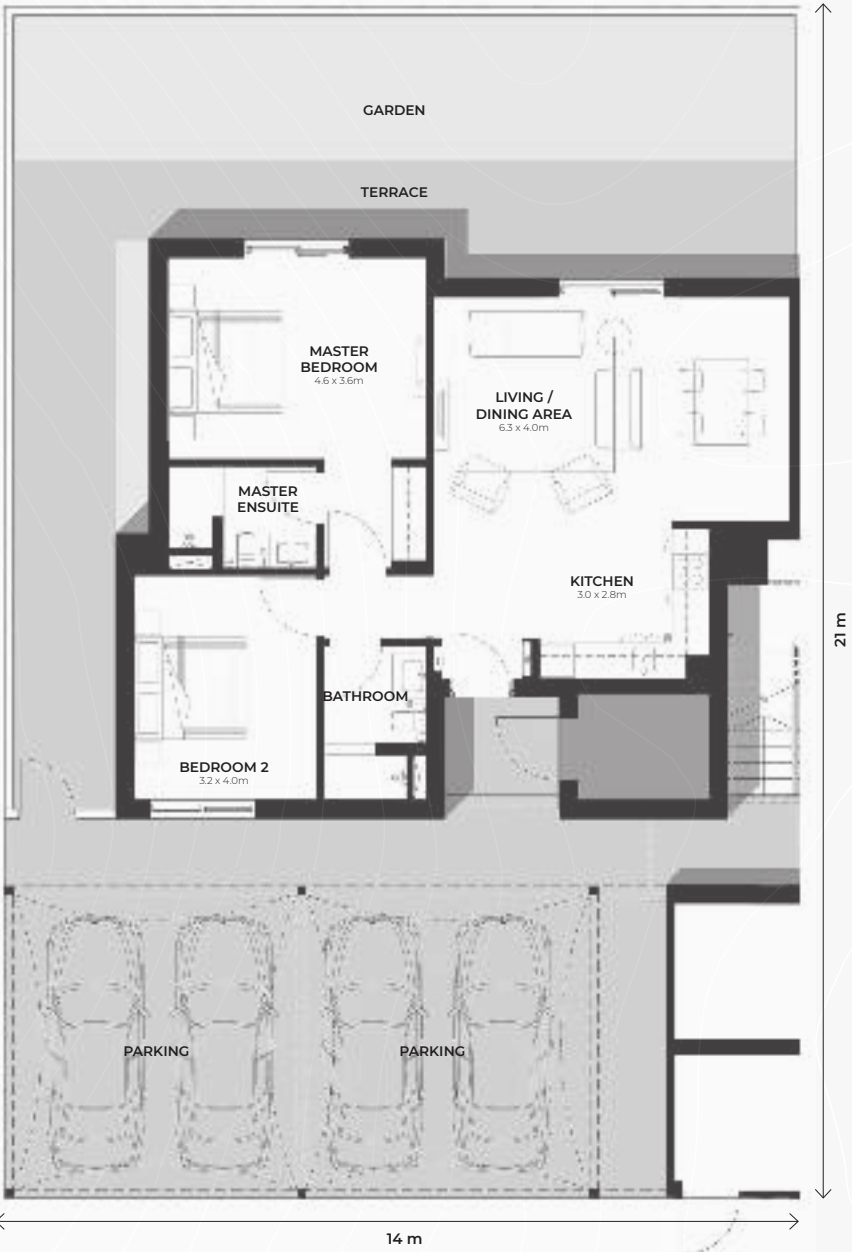 GARDEN
TERRACE
MASTER
BEDROOM
4.6 x 3.6m
LIVING /
DINING AREA
6.3 x 4.0m
MASTER
ENSUITE
KITCHEN
3.0 x 2.8m
21 m
BATHROOM
BEDROOM 2
3.2 x 4.0m
PARKING
PARKING
14 m